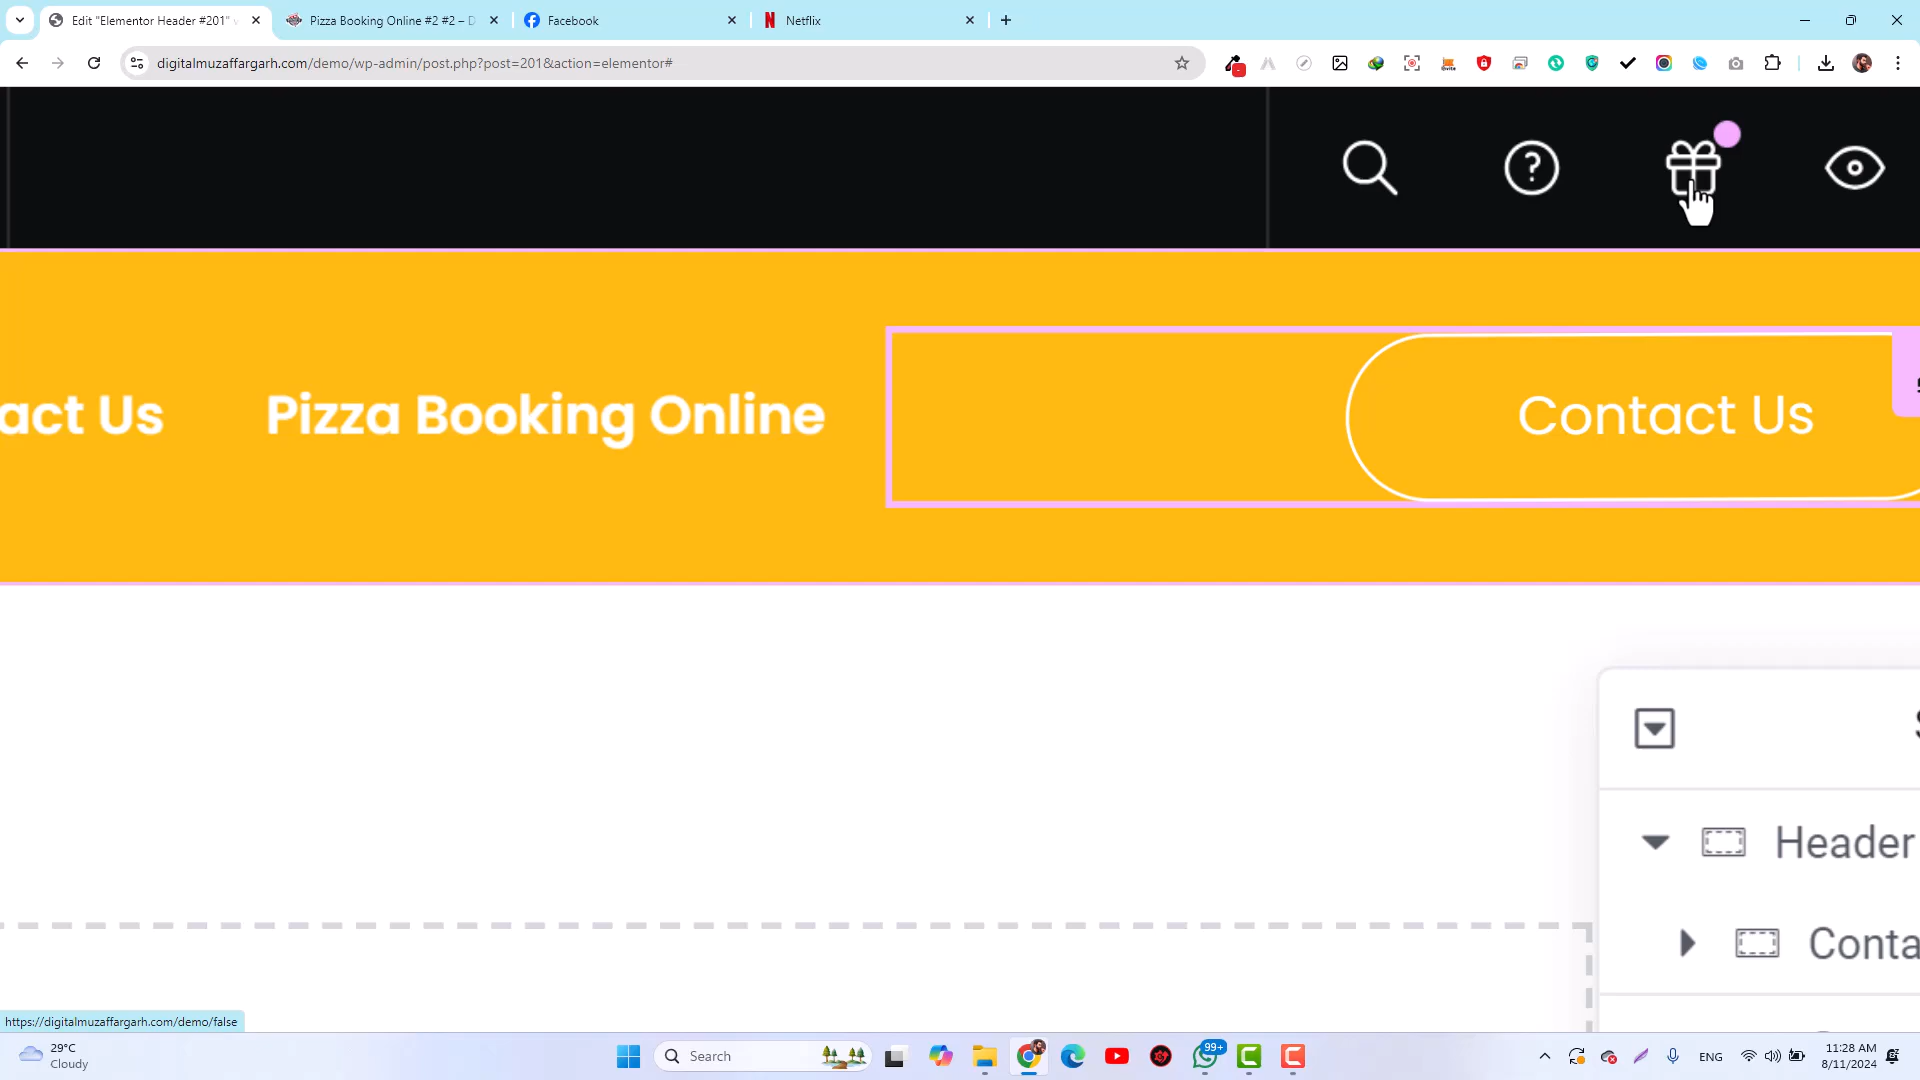 Edit "Elementor Header #201"
Pizza Booking Online #2 #2 – D
Facebook
Netflix
digitalmuzaffargarh.com/demo/wp-admin/post.php?post=201&action=elementor#
act Us
Pizza Booking Online
Contact Us
Header
Conta
https://digitalmuzaffargarh.com/demo/false
29°C
Cloudy
Search
99+
ENG
11:28 AM
8/11/2024